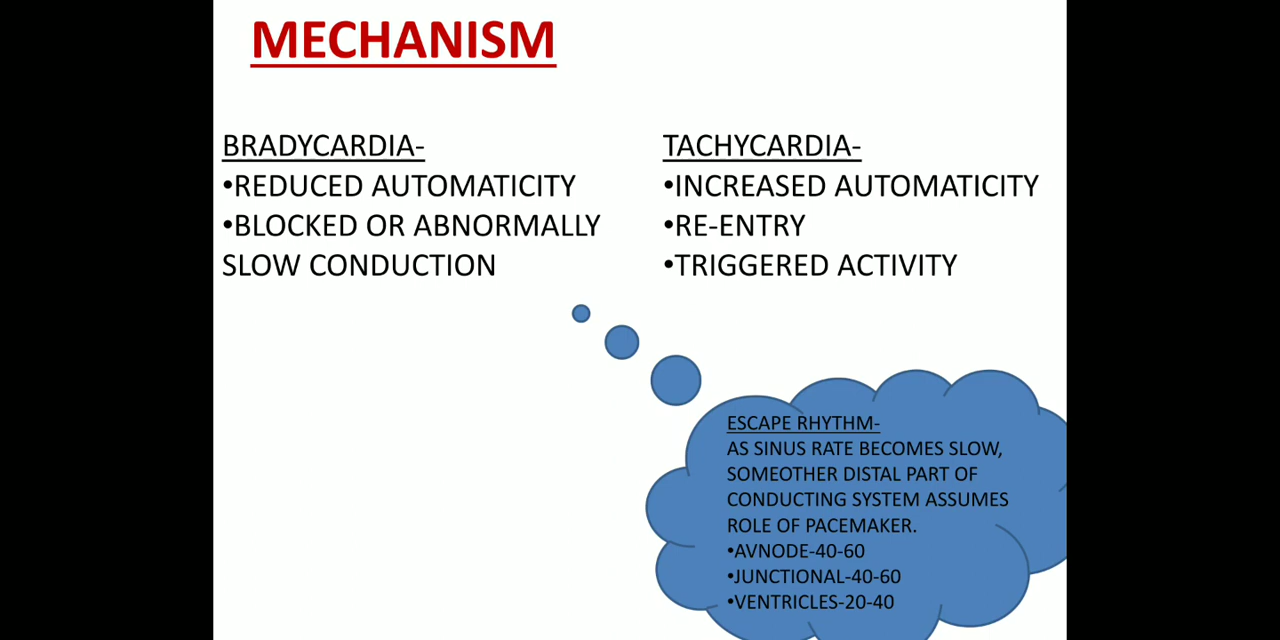 MECHANISM
BRADYCARDIA-
•REDUCED AUTOMATICITY
•BLOCKED OR ABNORMALLY
SLOW CONDUCTION
TACHYCARDIA-
•INCREASED AUTOMATICITY
•RE-ENTRY
•TRIGGERED ACTIVITY
ESCAPE RHYTHM-
AS SINUS RATE BECOMES SLOW,
SOMEOTHER DISTAL PART OF
CONDUCTING SYSTEM ASSUMES
ROLE OF PACEMAKER.
•AVNODE-40-60
•JUNCTIONAL-40-60
•VENTRICLES-20-40